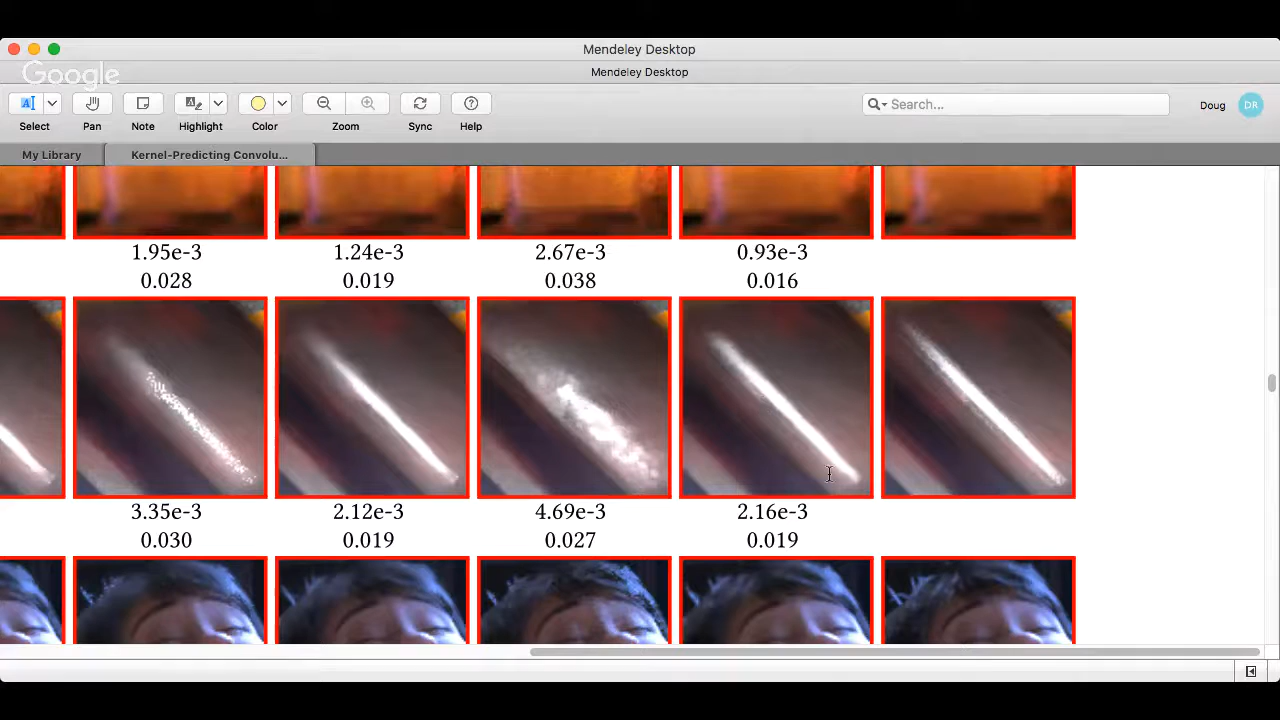 Mendeley Desktop
Google
Mendeley Desktop
Search...
Doug
DR
Select
Pan
Note
Highlight
Color
Zoom
Sync
Help
My Library
Kernel-Predicting Convolu...
1.95e-3 1.24e-3 2.67e-3 0.93e-3
0.028 0.019 0.038 0.016
3.35e-3 2.12e-3 4.69e-3 2.16e-3
0.030 0.019 0.027 0.019